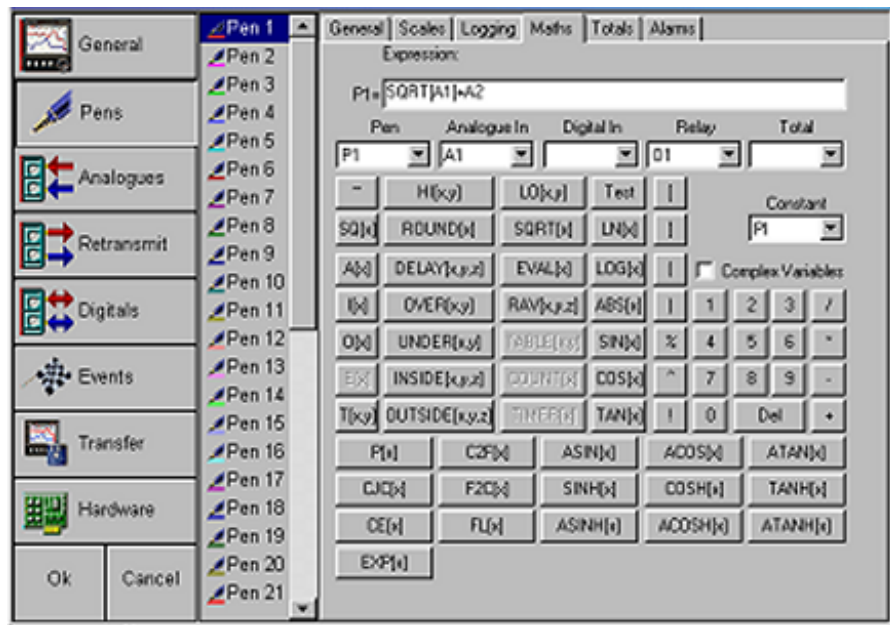 General
Pens
Analogues
Retransmit
Digitals
Events
Transfer
Hardware
Ok Cancel
Pen 1
Pen 2
Pen 3
Pen 4
Pen 5
Pen 6
Pen 7
Pen 8
Pen 9
Pen 10
Pen 11
Pen 12
Pen 13
Pen 14
Pen 15
Pen 16
Pen 17
Pen 18
Pen 19
Pen 20
Pen 21
General Scales Logging Maths Totals Alarms
Expression:
P1= SQRT[A1]+A2
Pen Analogue In Digital In Relay Total
P1 A1 O1
Constant
PI
Complex Variables
~ HI[x,y] LO[x,y] Test [
SQ[x] ROUND[x] SQRT[x] LN[x] ]
A[x] DELAY[x,y,z] EVAL[x] LOG[x]
I[x] OVER[x,y] RAV[x,y,z] ABS[x] 1 2 3 /
O[x] UNDER[x,y] TABLE[x,y] SIN[x] % 4 5 6 *
E[x] INSIDE[x,y,z] COUNT[x] COS[x] ^ 7 8 9 -
T[x,y] OUTSIDE[x,y,z] TIMER[x] TAN[x] ! 0 Del +
P[x] C2F[x] ASIN[x] ACOS[x] ATAN[x]
CJC[x] F2C[x] SINH[x] COSH[x] TANH[x]
CE[x] FL[x] ASINH[x] ACOSH[x] ATANH[x]
EXP[x]